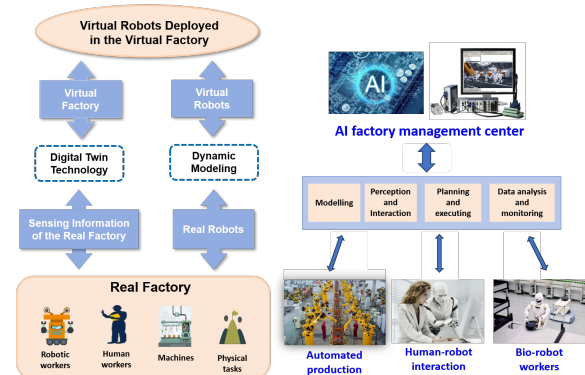 Virtual Robots Deployed
in the Virtual Factory
Virtual
Factory
Virtual
Robots
Digital Twin
Technology
Dynamic
Modeling
Sensing Information
of the Real Factory
Real Robots
Real Factory
Robotic
workers
Human
workers
Machines
Physical
tasks
AI
AI factory management center
Modelling
Perception
and
Interaction
Planning
and
executing
Data analysis
and
monitoring
Automated
production
Human-robot
interaction
Bio-robot
workers